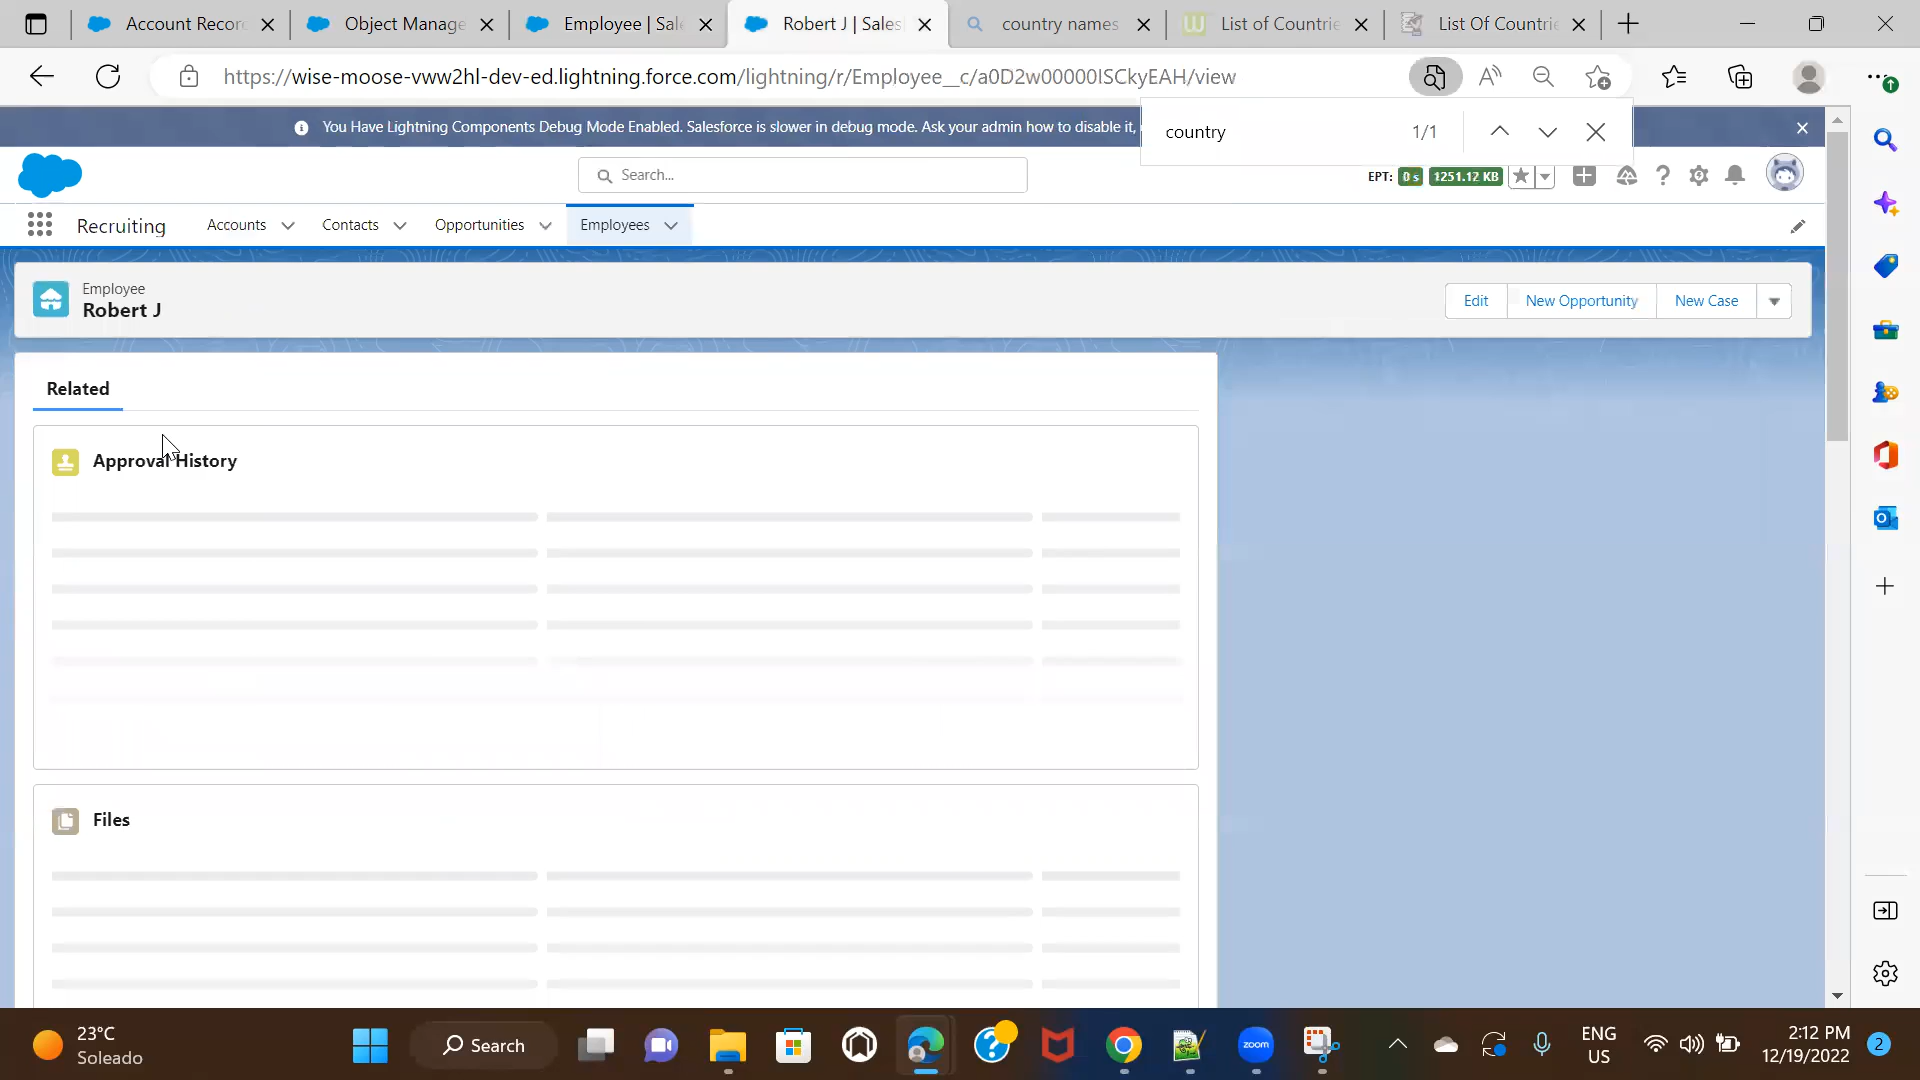 Account Recor
Object Manage
Employee | Sale
Robert J | Sales
country names
List of Countrie
List Of Countrie
https://wise-moose-vww2hl-dev-ed.lightning.force.com/lightning/r/Employee__c/a0D2w00000ISCkyEAH/view
You Have Lightning Components Debug Mode Enabled. Salesforce is slower in debug mode. Ask your admin how to disable it,
country
1/1
Search...
EPT: 0 s 1251.12 KB
Recruiting
Accounts
Contacts
Opportunities
Employees
Employee
Robert J
Edit
New Opportunity
New Case
Related
Approval History
Files
23°C
Soleado
Search
zoom
ENG
US
2:12 PM
12/19/2022
2